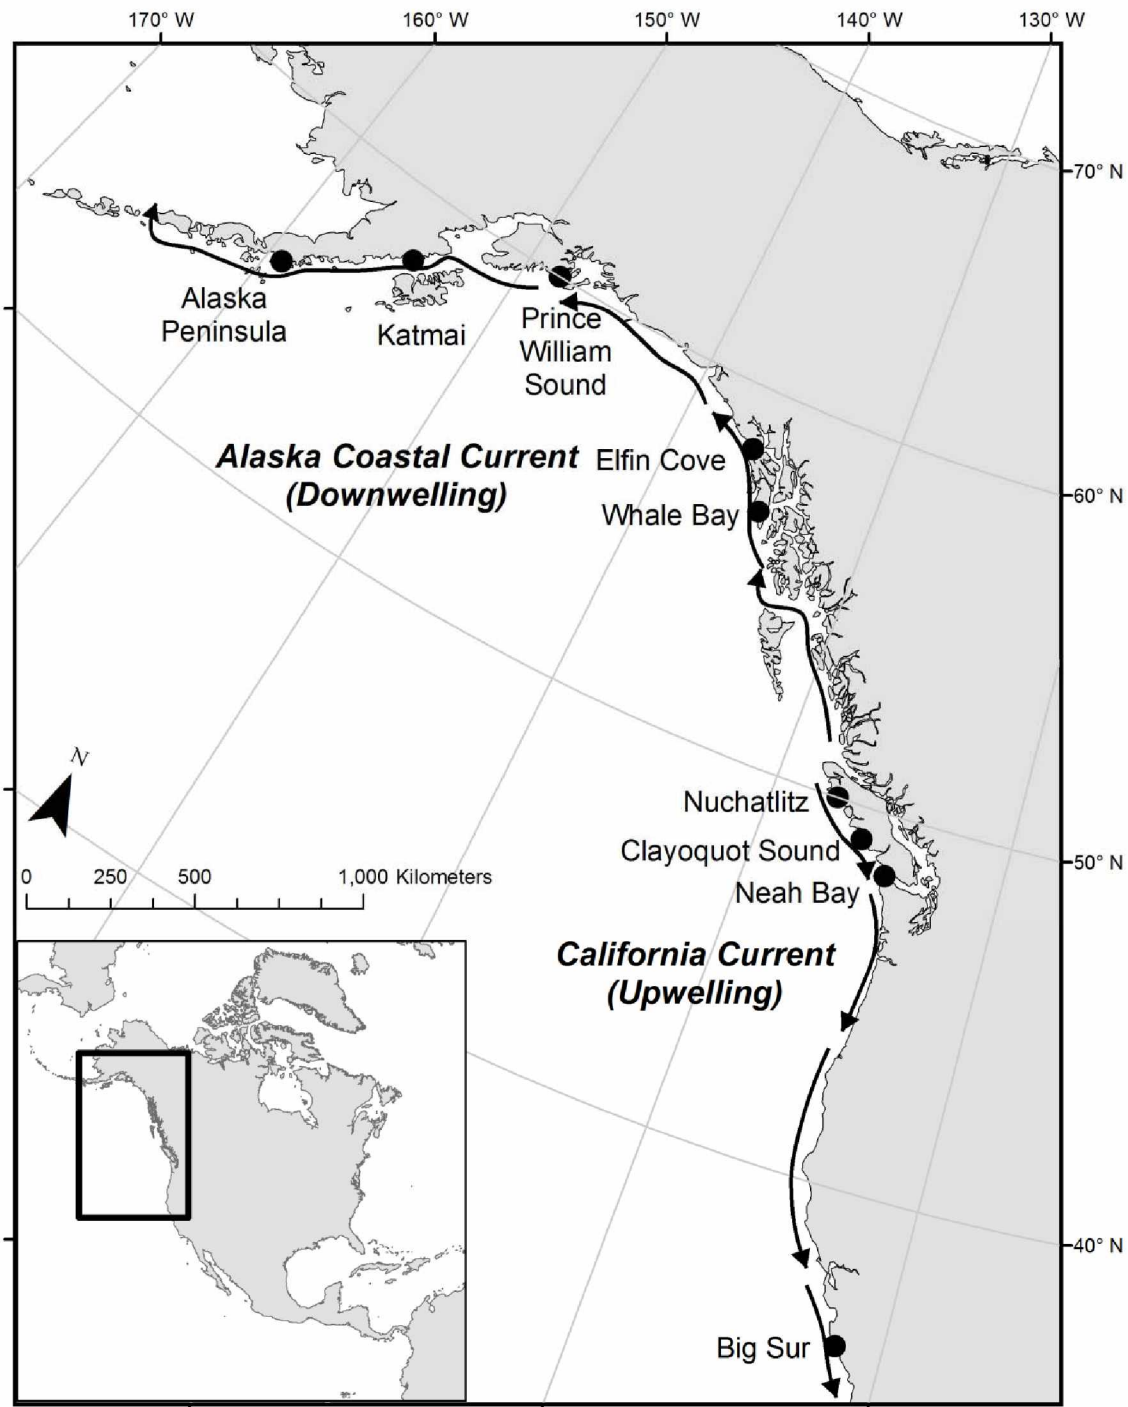 170° W
160° W
150° W
140° W
130° W
70° N
Alaska
Peninsula
Katmai
Prince
William
Sound
Alaska Coastal Current
(Downwelling)
Elfin Cove
Whale Bay
60° N
N
Nuchatlitz
Clayoquot Sound
Neah Bay
50° N
0 250 500 1,000 Kilometers
California Current
(Upwelling)
40° N
Big Sur